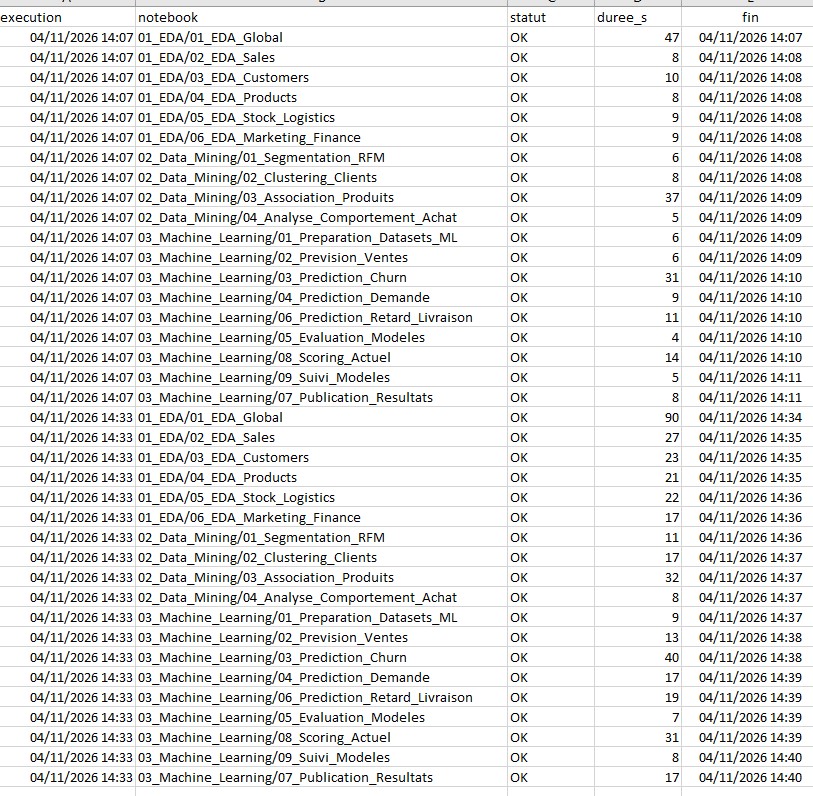 execution notebook statut duree_s fin
04/11/2026 14:07 01_EDA/01_EDA_Global OK 47 04/11/2026 14:07
04/11/2026 14:07 01_EDA/02_EDA_Sales OK 8 04/11/2026 14:08
04/11/2026 14:07 01_EDA/03_EDA_Customers OK 10 04/11/2026 14:08
04/11/2026 14:07 01_EDA/04_EDA_Products OK 8 04/11/2026 14:08
04/11/2026 14:07 01_EDA/05_EDA_Stock_Logistics OK 9 04/11/2026 14:08
04/11/2026 14:07 01_EDA/06_EDA_Marketing_Finance OK 9 04/11/2026 14:08
04/11/2026 14:07 02_Data_Mining/01_Segmentation_RFM OK 6 04/11/2026 14:08
04/11/2026 14:07 02_Data_Mining/02_Clustering_Clients OK 8 04/11/2026 14:08
04/11/2026 14:07 02_Data_Mining/03_Association_Produits OK 37 04/11/2026 14:09
04/11/2026 14:07 02_Data_Mining/04_Analyse_Comportement_Achat OK 5 04/11/2026 14:09
04/11/2026 14:07 03_Machine_Learning/01_Preparation_Datasets_ML OK 6 04/11/2026 14:09
04/11/2026 14:07 03_Machine_Learning/02_Prevision_Ventes OK 6 04/11/2026 14:09
04/11/2026 14:07 03_Machine_Learning/03_Prediction_Churn OK 31 04/11/2026 14:10
04/11/2026 14:07 03_Machine_Learning/04_Prediction_Demande OK 9 04/11/2026 14:10
04/11/2026 14:07 03_Machine_Learning/06_Prediction_Retard_Livraison OK 11 04/11/2026 14:10
04/11/2026 14:07 03_Machine_Learning/05_Evaluation_Modeles OK 4 04/11/2026 14:10
04/11/2026 14:07 03_Machine_Learning/08_Scoring_Actuel OK 14 04/11/2026 14:10
04/11/2026 14:07 03_Machine_Learning/09_Suivi_Modeles OK 5 04/11/2026 14:11
04/11/2026 14:07 03_Machine_Learning/07_Publication_Resultats OK 8 04/11/2026 14:11
04/11/2026 14:33 01_EDA/01_EDA_Global OK 90 04/11/2026 14:34
04/11/2026 14:33 01_EDA/02_EDA_Sales OK 27 04/11/2026 14:35
04/11/2026 14:33 01_EDA/03_EDA_Customers OK 23 04/11/2026 14:35
04/11/2026 14:33 01_EDA/04_EDA_Products OK 21 04/11/2026 14:35
04/11/2026 14:33 01_EDA/05_EDA_Stock_Logistics OK 22 04/11/2026 14:36
04/11/2026 14:33 01_EDA/06_EDA_Marketing_Finance OK 17 04/11/2026 14:36
04/11/2026 14:33 02_Data_Mining/01_Segmentation_RFM OK 11 04/11/2026 14:36
04/11/2026 14:33 02_Data_Mining/02_Clustering_Clients OK 17 04/11/2026 14:37
04/11/2026 14:33 02_Data_Mining/03_Association_Produits OK 32 04/11/2026 14:37
04/11/2026 14:33 02_Data_Mining/04_Analyse_Comportement_Achat OK 8 04/11/2026 14:37
04/11/2026 14:33 03_Machine_Learning/01_Preparation_Datasets_ML OK 9 04/11/2026 14:37
04/11/2026 14:33 03_Machine_Learning/02_Prevision_Ventes OK 13 04/11/2026 14:38
04/11/2026 14:33 03_Machine_Learning/03_Prediction_Churn OK 40 04/11/2026 14:38
04/11/2026 14:33 03_Machine_Learning/04_Prediction_Demande OK 17 04/11/2026 14:39
04/11/2026 14:33 03_Machine_Learning/06_Prediction_Retard_Livraison OK 19 04/11/2026 14:39
04/11/2026 14:33 03_Machine_Learning/05_Evaluation_Modeles OK 7 04/11/2026 14:39
04/11/2026 14:33 03_Machine_Learning/08_Scoring_Actuel OK 31 04/11/2026 14:39
04/11/2026 14:33 03_Machine_Learning/09_Suivi_Modeles OK 8 04/11/2026 14:40
04/11/2026 14:33 03_Machine_Learning/07_Publication_Resultats OK 17 04/11/2026 14:40